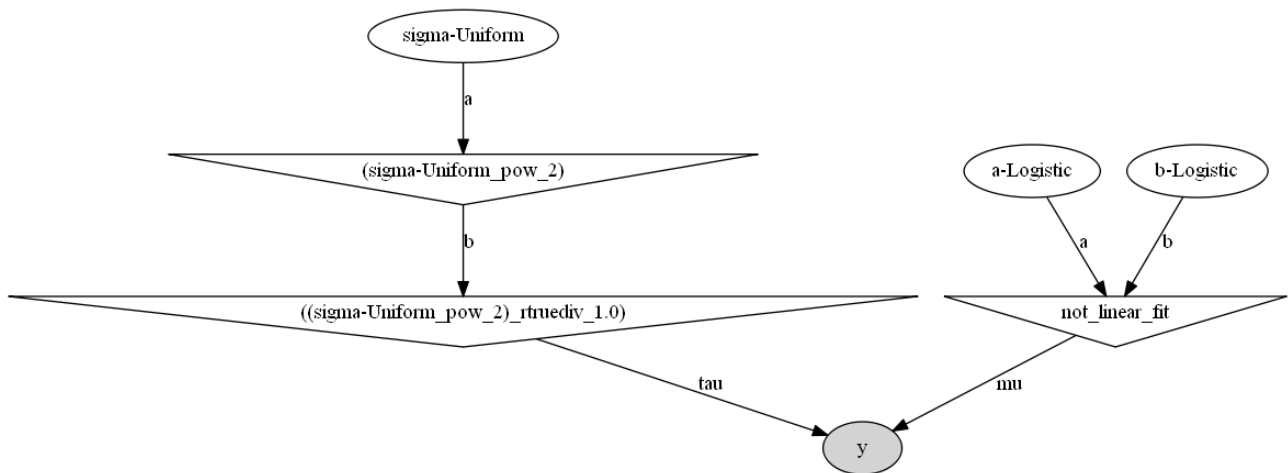 sigma-Uniform
a
(sigma-Uniform_pow_2)
a-Logistic
b-Logistic
b
a
b
((sigma-Uniform_pow_2)_rtruediv_1.0)
not_linear_fit
tau
mu
y